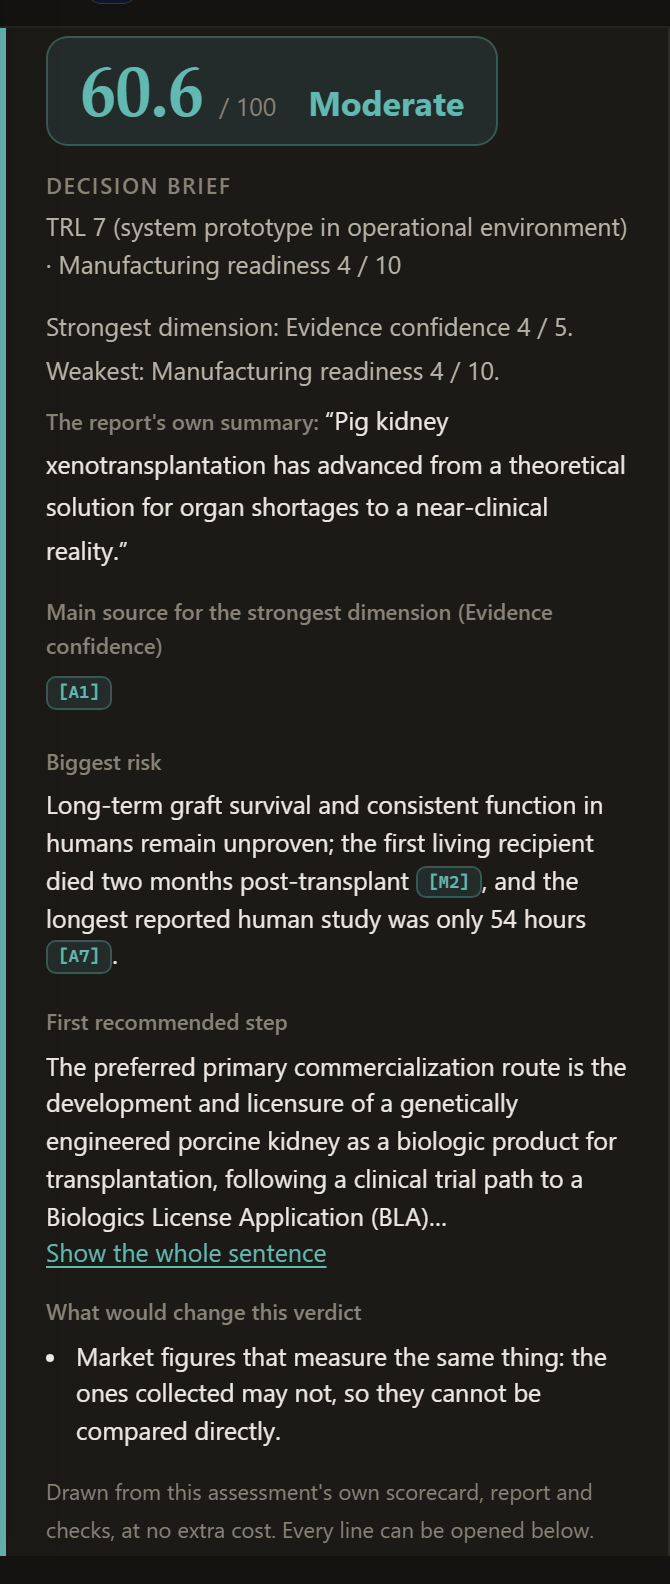 60.6 / 100 Moderate
DECISION BRIEF
TRL 7 (system prototype in operational environment)
· Manufacturing readiness 4 / 10
Strongest dimension: Evidence confidence 4 / 5.
Weakest: Manufacturing readiness 4 / 10.
The report's own summary: “Pig kidney
xenotransplantation has advanced from a theoretical
solution for organ shortages to a near-clinical
reality.”
Main source for the strongest dimension (Evidence
confidence)
[A1]
Biggest risk
Long-term graft survival and consistent function in
humans remain unproven; the first living recipient
died two months post-transplant [M2], and the
longest reported human study was only 54 hours
[A7].
First recommended step
The preferred primary commercialization route is the
development and licensure of a genetically
engineered porcine kidney as a biologic product for
transplantation, following a clinical trial path to a
Biologics License Application (BLA)…
Show the whole sentence
What would change this verdict
• Market figures that measure the same thing: the
ones collected may not, so they cannot be
compared directly.
Drawn from this assessment's own scorecard, report and
checks, at no extra cost. Every line can be opened below.